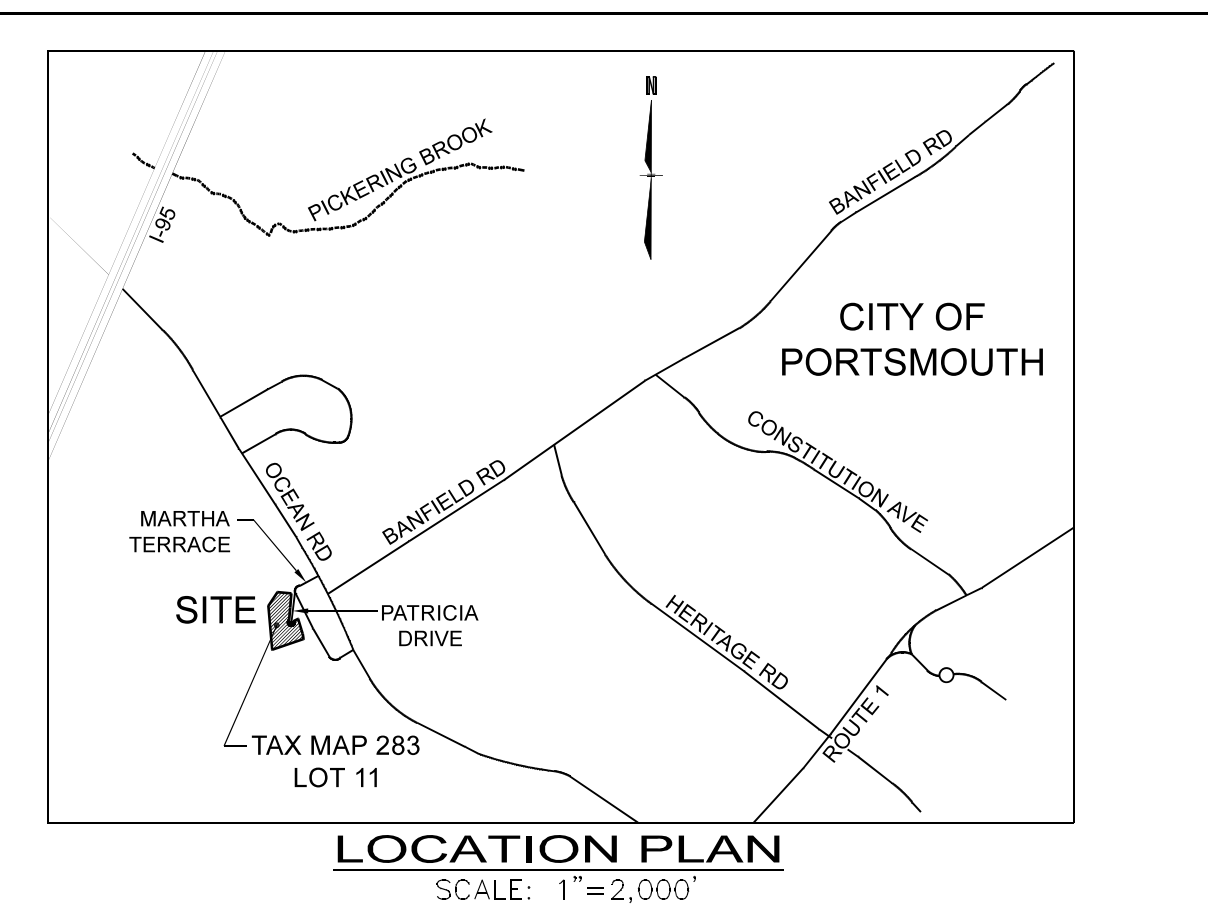 N
PICKERING BROOK
I-95
BANFIELD RD
CITY OF
PORTSMOUTH
CONSTITUTION AVE
OCEAN RD
BANFIELD RD
MARTHA
TERRACE
SITE
PATRICIA
DRIVE
HERITAGE RD
ROUTE 1
TAX MAP 283
LOT 11
LOCATION PLAN
SCALE: 1"=2,000'